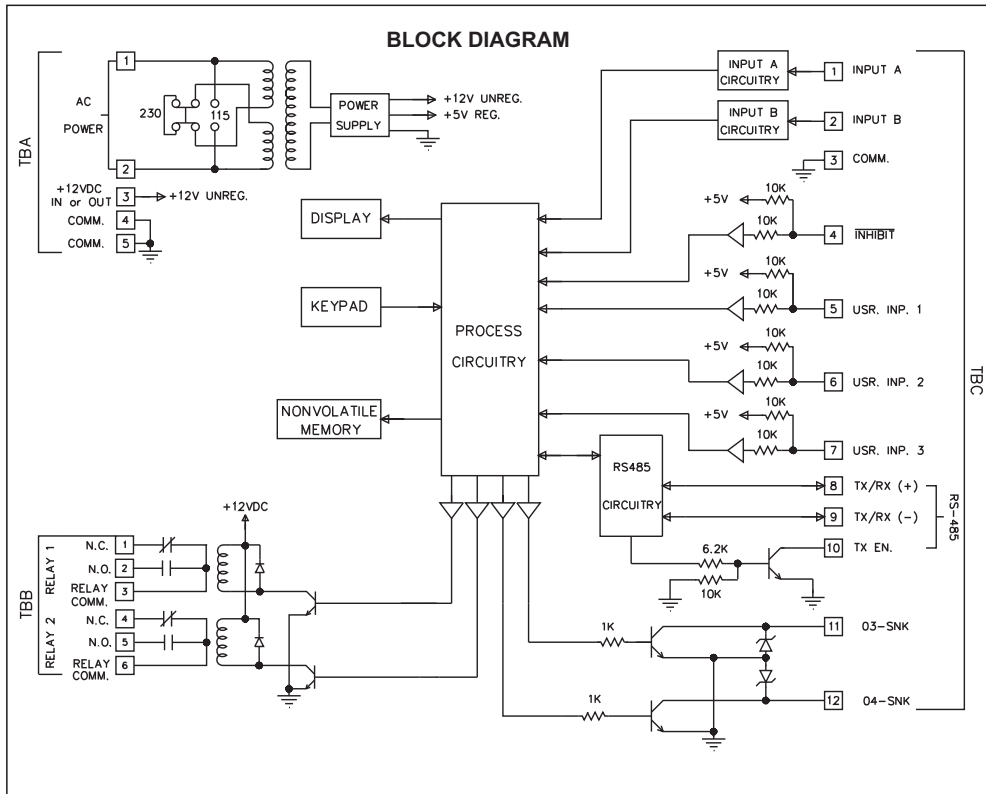 BLOCK DIAGRAM
TBA
AC
POWER
1
2
230
115
POWER
SUPPLY
+12V UNREG.
+5V REG.
+12VDC
IN or OUT
3
+12V UNREG.
COMM.
4
COMM.
5
DISPLAY
KEYPAD
NONVOLATILE
MEMORY
PROCESS
CIRCUITRY
INPUT A
CIRCUITRY
1
INPUT A
INPUT B
CIRCUITRY
2
INPUT B
3
COMM.
+5V
10K
10K
4
INHIBIT
+5V
10K
10K
5
USR. INP. 1
+5V
10K
10K
6
USR. INP. 2
+5V
10K
10K
7
USR. INP. 3
TBC
RS485
CIRCUITRY
8
TX/RX (+)
9
TX/RX (-)
10
TX EN.
RS-485
6.2K
10K
1K
11
O3-SNK
1K
12
O4-SNK
+12VDC
TBB
RELAY 1
N.C.
1
N.O.
2
RELAY
COMM.
3
RELAY 2
N.C.
4
N.O.
5
RELAY
COMM.
6